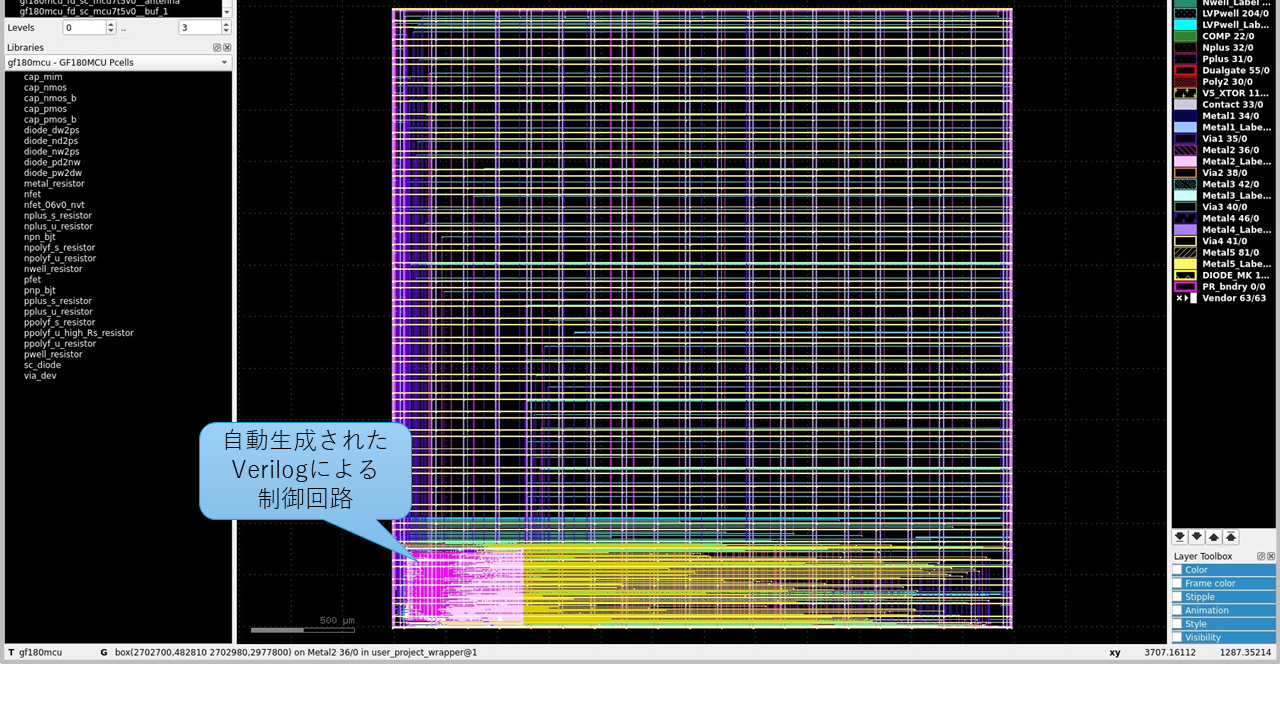 gf180mcu_fd_sc_mcu7t5v0__antenna
gf180mcu_fd_sc_mcu7t5v0__buf_1
Levels 0 .. 3
Libraries
gf180mcu - GF180MCU Pcells
cap_mim
cap_nmos
cap_nmos_b
cap_pmos
cap_pmos_b
diode_dw2ps
diode_nd2ps
diode_nw2ps
diode_pd2nw
diode_pw2dw
metal_resistor
nfet
nfet_06v0_nvt
nplus_s_resistor
nplus_u_resistor
npn_bjt
npolyf_s_resistor
npolyf_u_resistor
nwell_resistor
pfet
pnp_bjt
pplus_s_resistor
pplus_u_resistor
ppolyf_s_resistor
ppolyf_u_high_Rs_resistor
ppolyf_u_resistor
pwell_resistor
sc_diode
via_dev
自動生成された
Verilogによる
制御回路
500 µm
Nwell_Label ...
LVPwell 204/0
LVPwell_Lab...
COMP 22/0
Nplus 32/0
Pplus 31/0
Dualgate 55/0
Poly2 30/0
V5_XTOR 11...
Contact 33/0
Metal1 34/0
Metal1_Labe...
Via1 35/0
Metal2 36/0
Metal2_Labe...
Via2 38/0
Metal3 42/0
Metal3_Labe...
Via3 40/0
Metal4 46/0
Metal4_Labe...
Via4 41/0
Metal5 81/0
Metal5_Labe...
DIODE_MK 1...
PR_bndry 0/0
Vendor 63/63
Layer Toolbox
Color
Frame color
Stipple
Animation
Style
Visibility
T gf180mcu G box(2702700,482810 2702980,2977800) on Metal2 36/0 in user_project_wrapper@1 xy 3707.16112 1287.35214